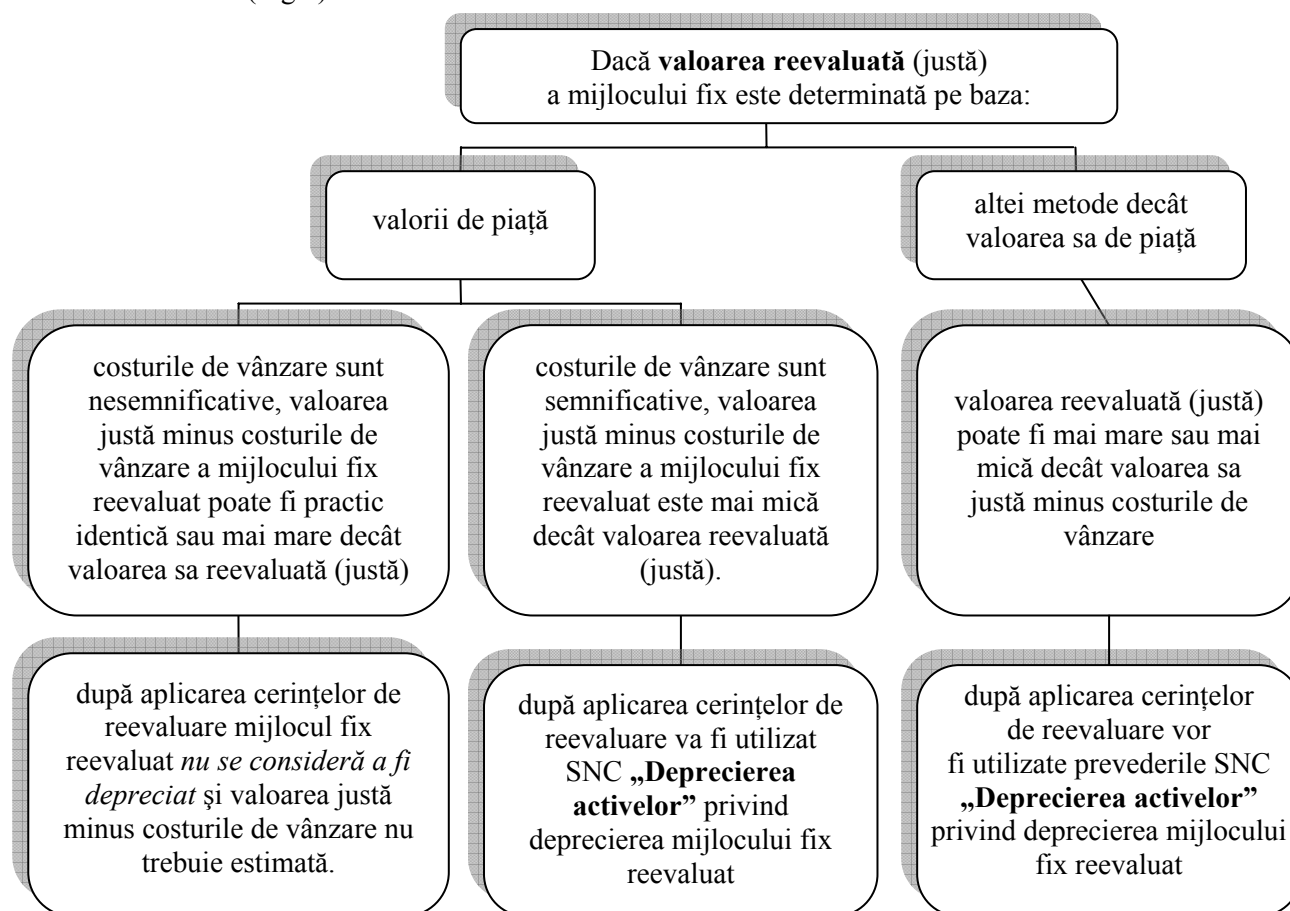 Dacă valoarea reevaluată (justă)
a mijlocului fix este determinată pe baza:
valorii de piață
altei metode decât
valoarea sa de piață
costurile de vânzare sunt
nesemnificative, valoarea
justă minus costurile de
vânzare a mijlocului fix
reevaluat poate fi practic
identică sau mai mare decât
valoarea sa reevaluată (justă)
costurile de vânzare sunt
semnificative, valoarea
justă minus costurile de
vânzare a mijlocului fix
reevaluat este mai mică
decât valoarea reevaluată
(justă).
valoarea reevaluată (justă)
poate fi mai mare sau mai
mică decât valoarea sa
justă minus costurile de
vânzare
după aplicarea cerințelor de
reevaluare mijlocul fix
reevaluat nu se consideră a fi
depreciat şi valoarea justă
minus costurile de vânzare nu
trebuie estimată.
după aplicarea cerințelor de
reevaluare va fi utilizat
SNC „Deprecierea
activelor” privind
deprecierea mijlocului fix
reevaluat
după aplicarea cerințelor
de reevaluare vor
fi utilizate prevederile SNC
„Deprecierea activelor”
privind deprecierea mijlocului
fix reevaluat